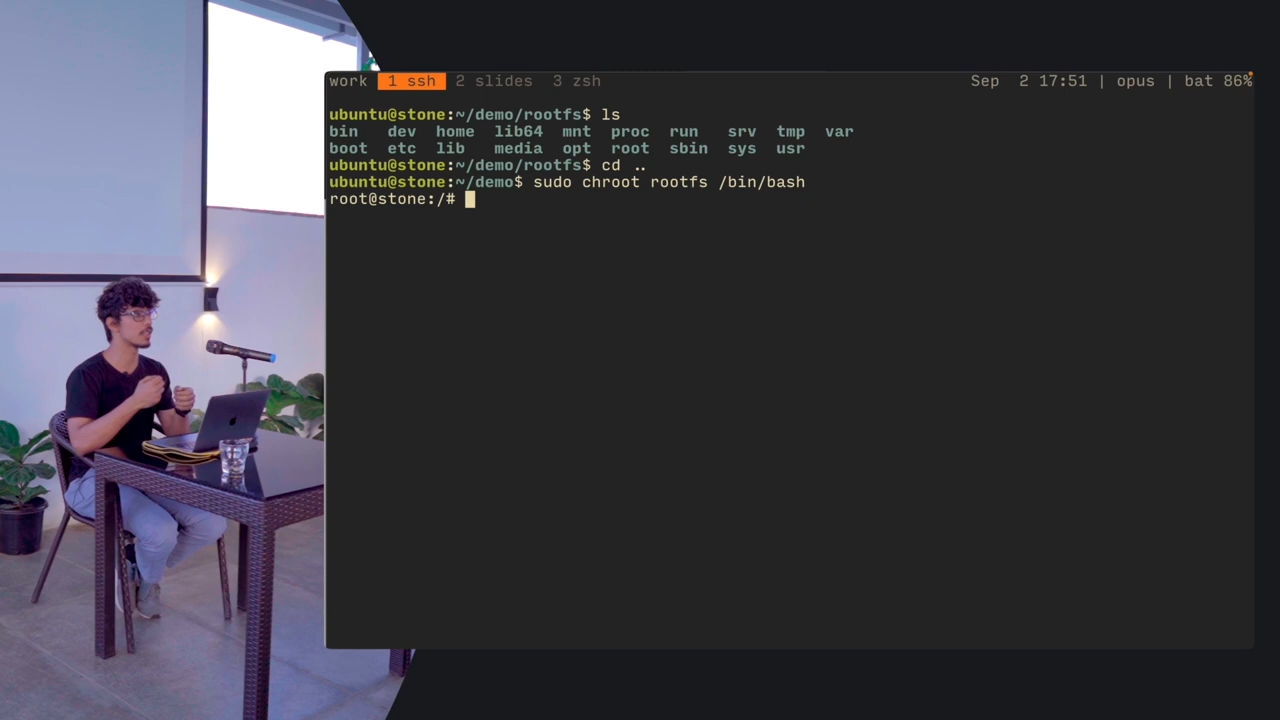 work 1 ssh 2 slides 3 zsh Sep 2 17:51 | opus | bat 86%
ubuntu@stone:~/demo/rootfs$ ls
bin dev home lib64 mnt proc run srv tmp var
boot etc lib media opt root sbin sys usr
ubuntu@stone:~/demo/rootfs$ cd ..
ubuntu@stone:~/demo$ sudo chroot rootfs /bin/bash
root@stone:/#